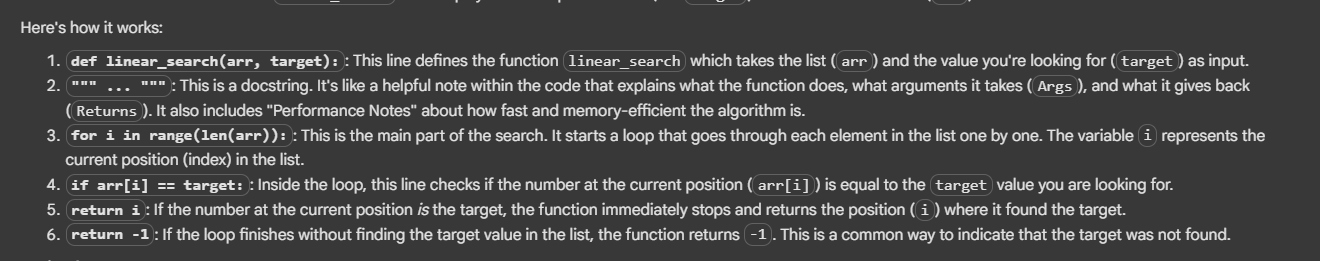 Here's how it works:
1. def linear_search(arr, target): : This line defines the function linear_search which takes the list ( arr ) and the value you're looking for ( target ) as input.
2. """ ... """ : This is a docstring. It's like a helpful note within the code that explains what the function does, what arguments it takes ( Args ), and what it gives back
( Returns ). It also includes "Performance Notes" about how fast and memory-efficient the algorithm is.
3. for i in range(len(arr)): : This is the main part of the search. It starts a loop that goes through each element in the list one by one. The variable i represents the
current position (index) in the list.
4. if arr[i] == target: : Inside the loop, this line checks if the number at the current position ( arr[i] ) is equal to the target value you are looking for.
5. return i : If the number at the current position is the target, the function immediately stops and returns the position ( i ) where it found the target.
6. return -1 : If the loop finishes without finding the target value in the list, the function returns -1 . This is a common way to indicate that the target was not found.